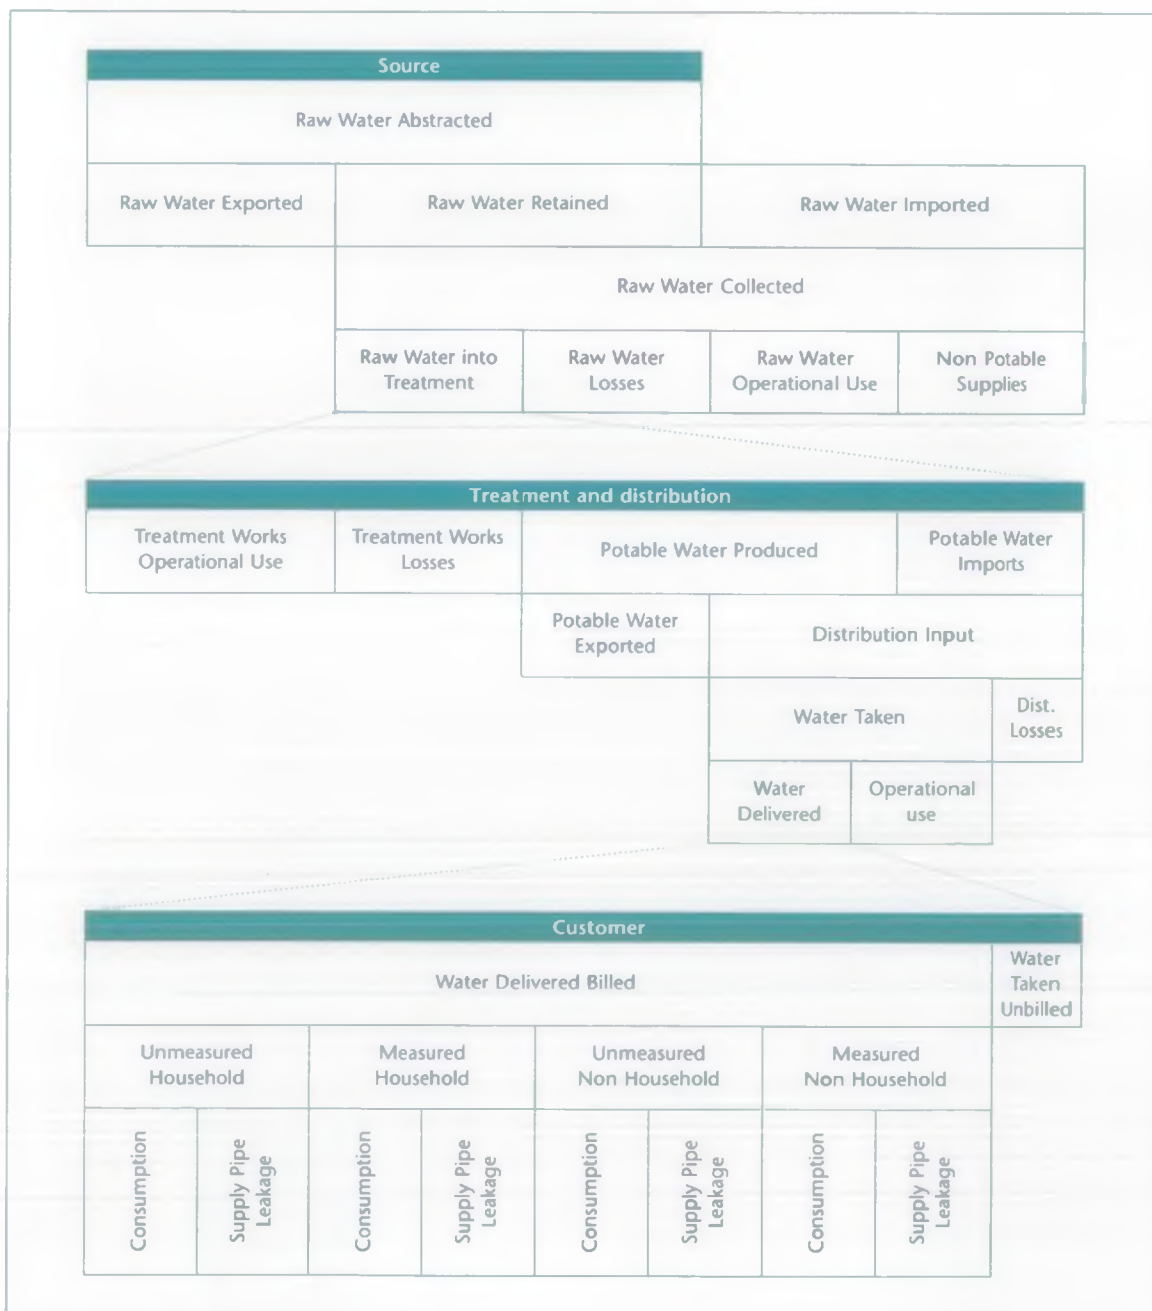 Source
Raw Water Abstracted
Raw Water Exported
Raw Water Retained
Raw Water Imported
Raw Water Collected
Raw Water into
Treatment
Raw Water
Losses
Raw Water
Operational Use
Non Potable
Supplies
Treatment and distribution
Treatment Works
Operational Use
Treatment Works
Losses
Potable Water Produced
Potable Water
Imports
Potable Water
Exported
Distribution Input
Water Taken
Dist.
Losses
Water
Delivered
Operational
use
Customer
Water Delivered Billed
Water
Taken
Unbilled
Unmeasured
Household
Measured
Household
Unmeasured
Non Household
Measured
Non Household
Consumption
Supply Pipe
Leakage
Consumption
Supply Pipe
Leakage
Consumption
Supply Pipe
Leakage
Consumption
Supply Pipe
Leakage